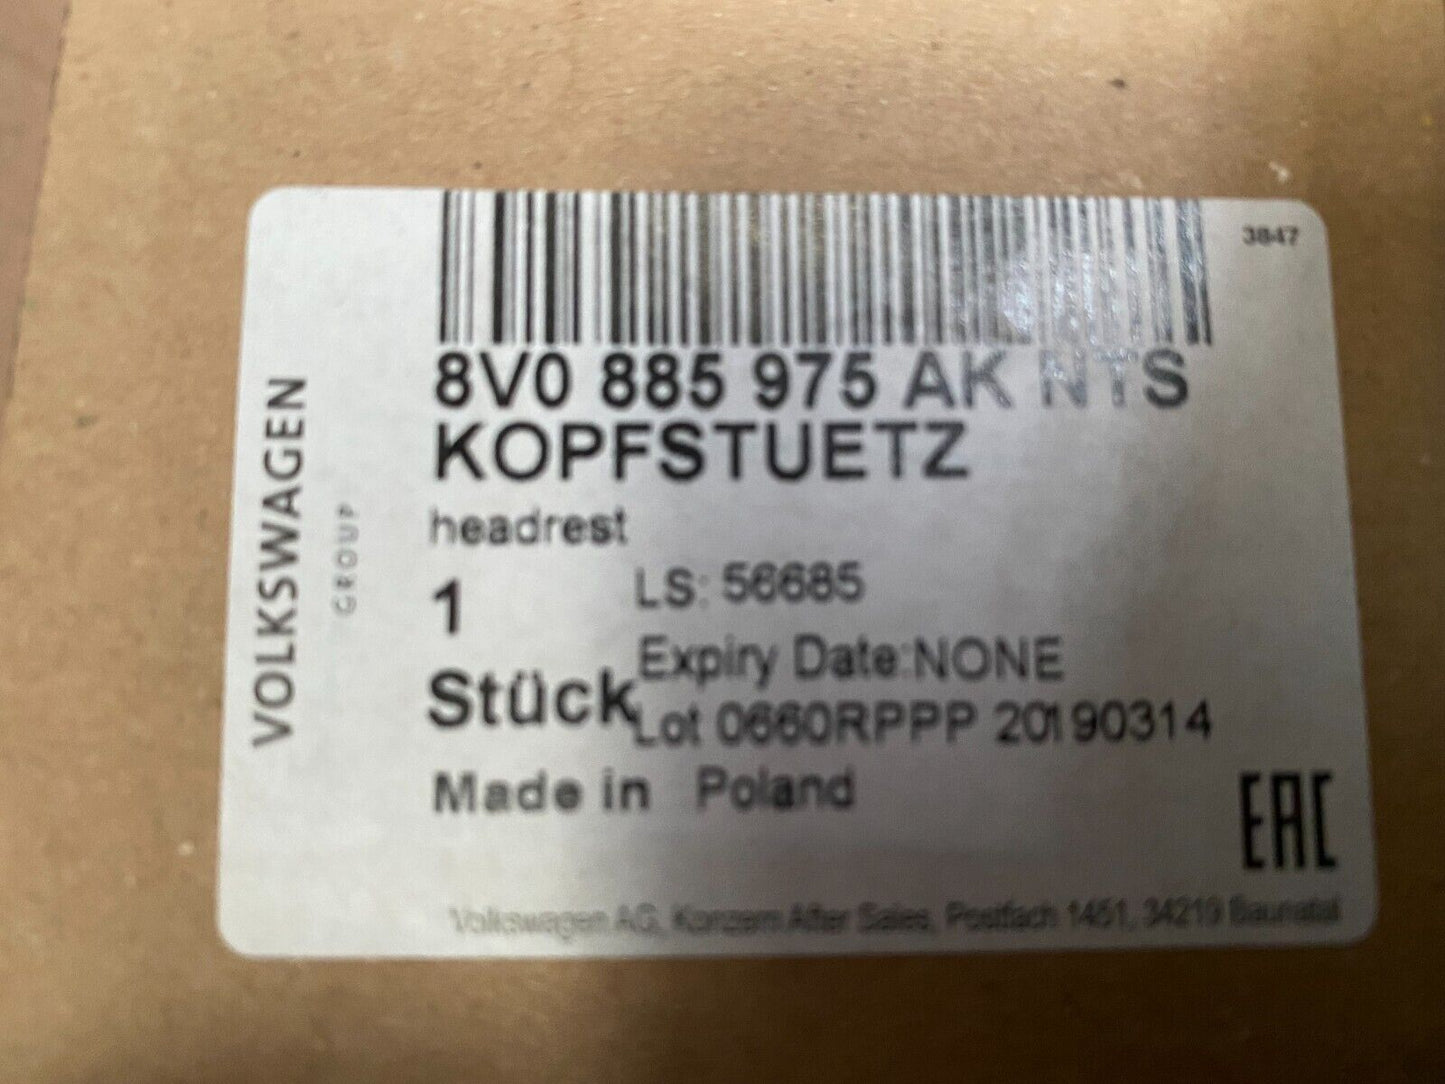 3847
8V0 885 975 AK NTS
KOPFSTUETZ
headrest
1
LS: 56685
Expiry Date:NONE
Stück
Lot 0660RPPP 20190314
Made in Poland
EAC
Volkswagen AG, Konzern After Sales, Postfach 1451, 34219 Baunatal
VOLKSWAGEN
GROUP